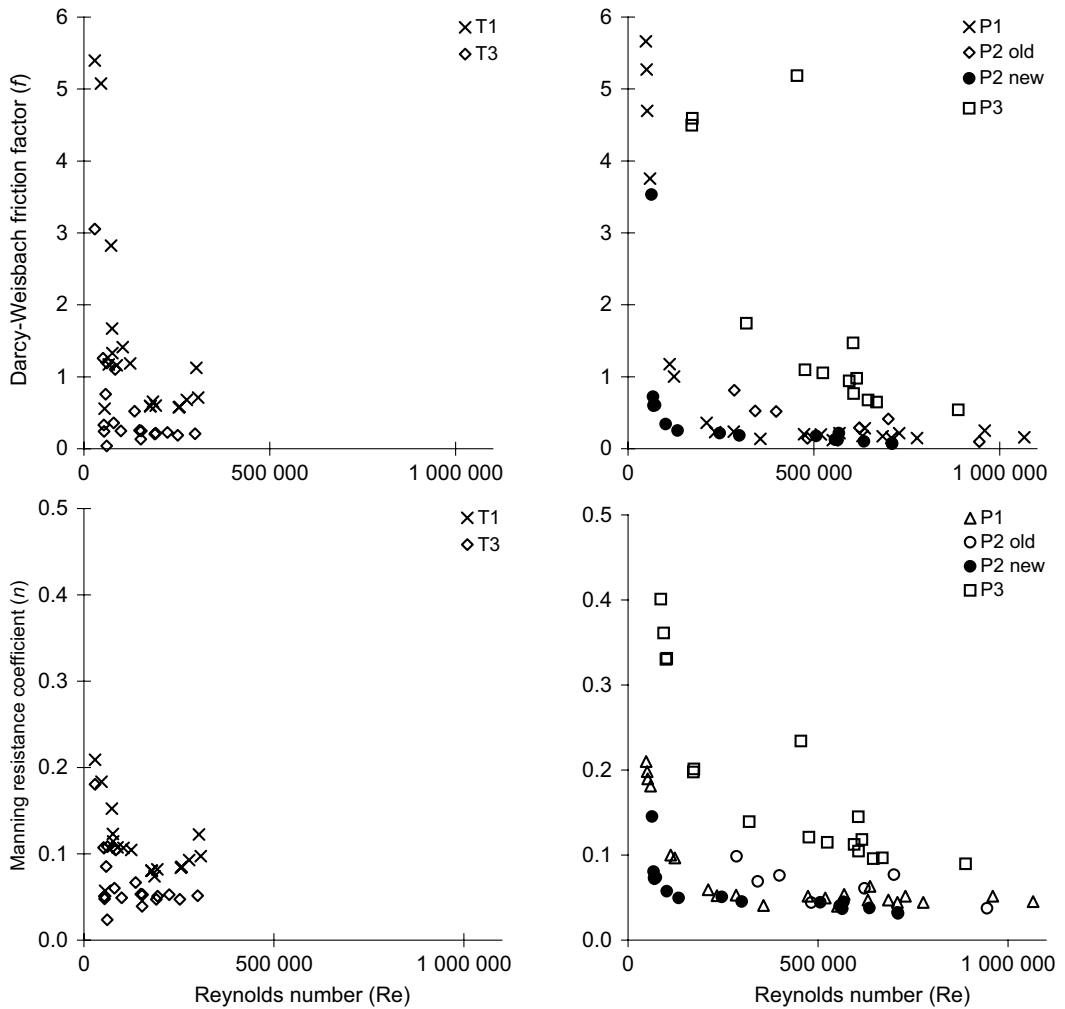 Darcy-Weisbach friction factor (f)
6
5
4
3
2
1
0
0 500 000 1 000 000
T1
T3
6
5
4
3
2
1
0
0 500 000 1 000 000
P1
P2 old
P2 new
P3
Manning resistance coefficient (n)
0.5
0.4
0.3
0.2
0.1
0.0
0 500 000 1 000 000
Reynolds number (Re)
T1
T3
0.5
0.4
0.3
0.2
0.1
0.0
0 500 000 1 000 000
Reynolds number (Re)
P1
P2 old
P2 new
P3